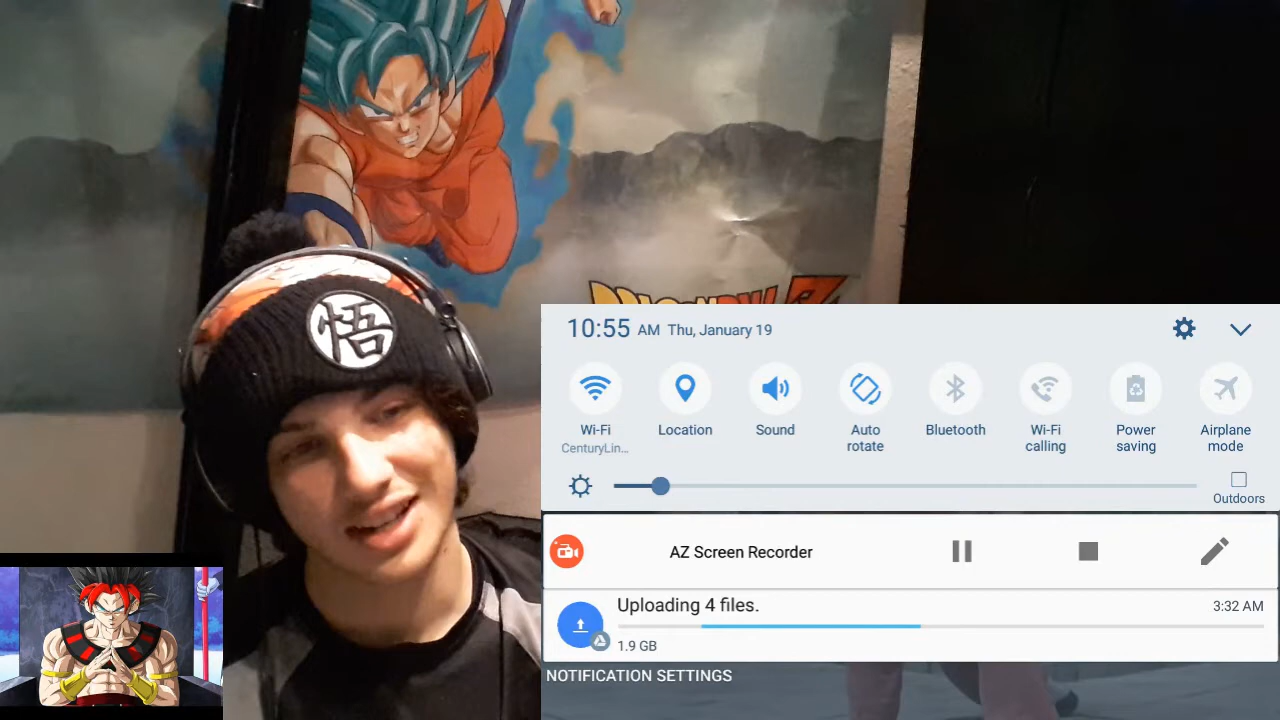 DRAGONBALL Z
悟
10:55 AM Thu, January 19
Wi-Fi
CenturyLin...
Location
Sound
Auto
rotate
Bluetooth
Wi-Fi
calling
Power
saving
Airplane
mode
Outdoors
AZ Screen Recorder
Uploading 4 files.
3:32 AM
1.9 GB
NOTIFICATION SETTINGS